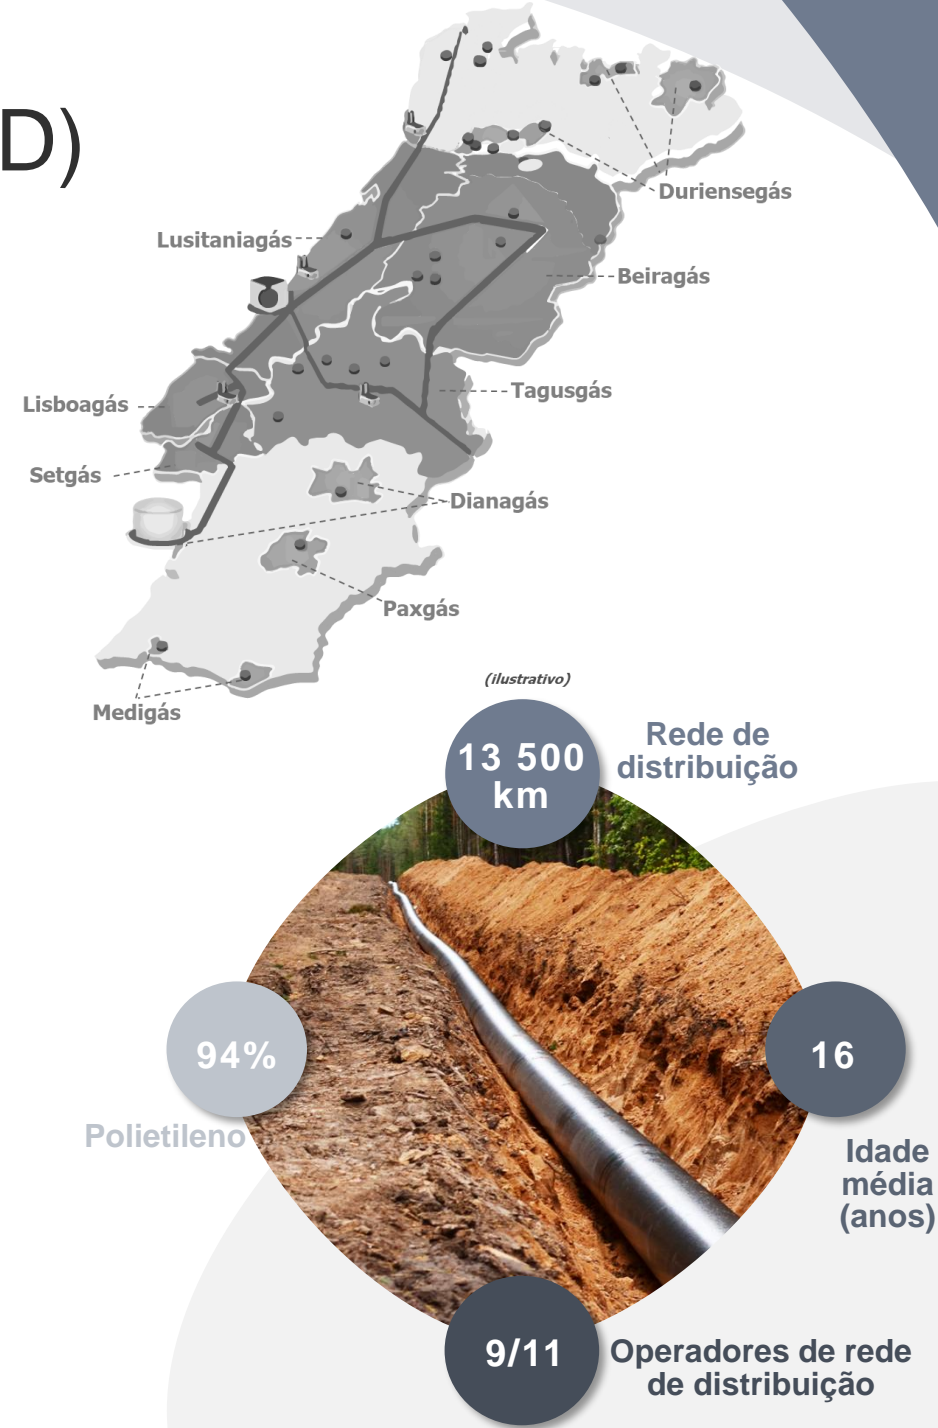 D)
Duriensegás
Lusitaniagás
Beiragás
Tagusgás
Lisboagás
Setgás
Dianagás
Paxgás
Medigás
(ilustrativo)
13 500
km
Rede de
distribuição
94%
16
Polietileno
Idade
média
(anos)
9/11
Operadores de rede
de distribuição